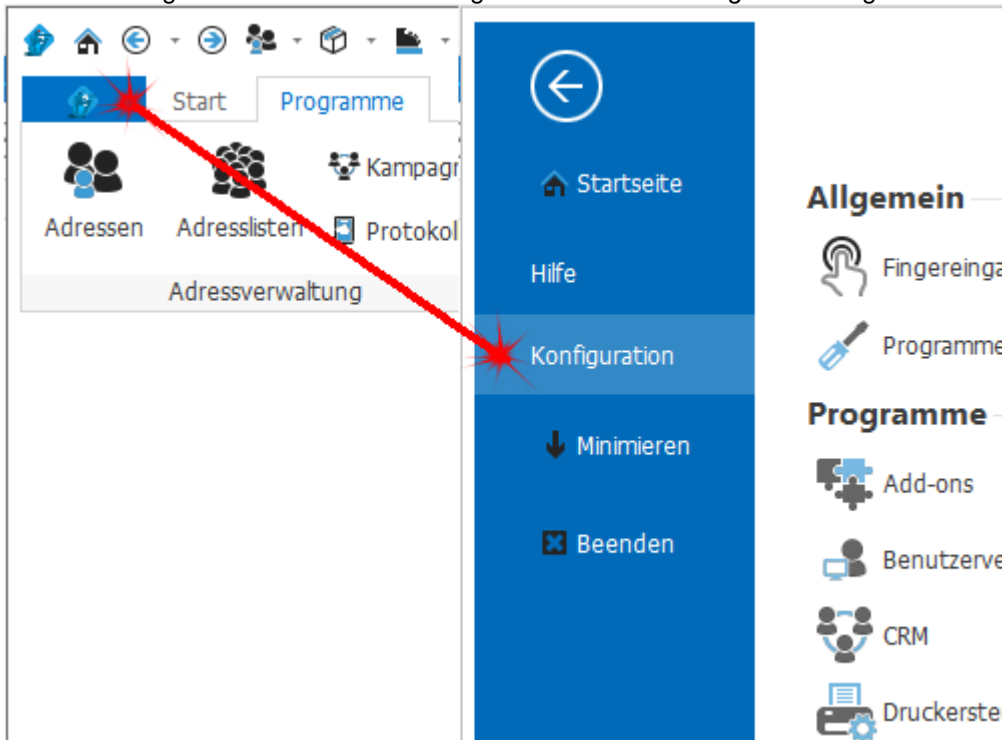 Start Programme
Adressen Adresslisten Kampagn
Protokol
Adressverwaltung
Startseite
Hilfe
Konfiguration
Minimieren
Beenden
Allgemein
Fingereinga
Programme
Programme
Add-ons
Benutzerve
CRM
Druckerste